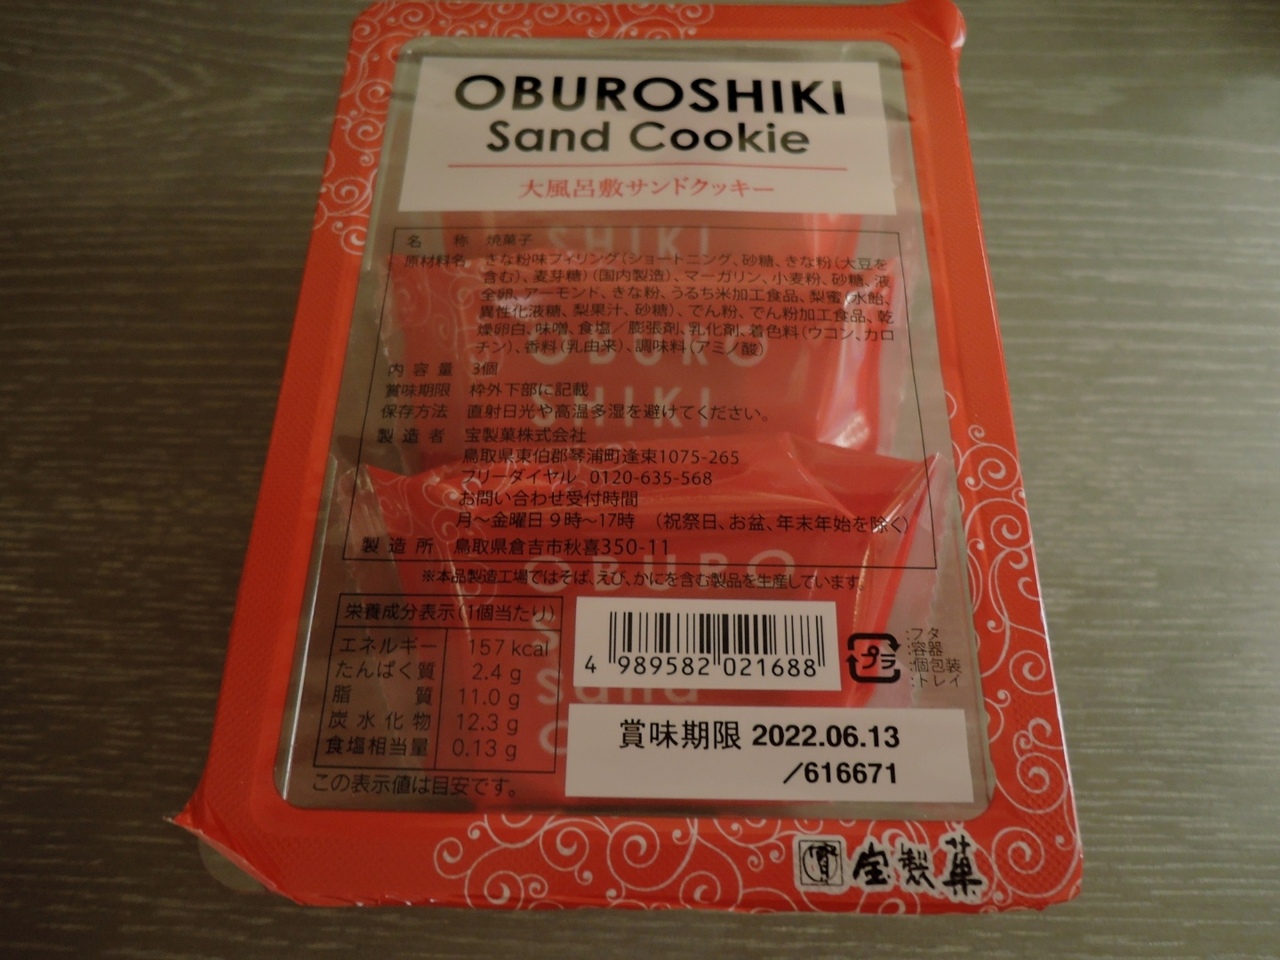 OBUROSHIKI
Sand Cookie
大風呂敷サンドクッキー
名称 焼菓子
原材料名 きな粉味フィリング（ショートニング、砂糖、きな粉（大豆を
含む）、麦芽糖）（国内製造）、マーガリン、小麦粉、砂糖、液
全卵、アーモンド、きな粉、うるち米加工食品、梨蜜（水飴、
異性化液糖、梨果汁、砂糖）、でん粉、でん粉加工食品、乾
燥卵白、味噌、食塩／膨張剤、乳化剤、着色料（ウコン、カロ
チン）、香料（乳由来）、調味料（アミノ酸）
内容量 3個
賞味期限 枠外下部に記載
保存方法 直射日光や高温多湿を避けてください。
製造者 宝製菓株式会社
鳥取県東伯郡琴浦町逢束1075-265
フリーダイヤル 0120-635-568
お問い合わせ受付時間
月～金曜日9時～17時 （祝祭日、お盆、年末年始を除く）
製造所 鳥取県倉吉市秋喜350-11
※本品製造工場ではそば、えび、かにを含む製品を生産しています。
栄養成分表示（1個当たり）
エネルギー 157 kcal
たんぱく質 2.4 g
脂質 11.0 g
炭水化物 12.3 g
食塩相当量 0.13 g
この表示値は目安です。
4 989582 021688
プラ
:フタ
:容器
:個包装
:トレイ
賞味期限 2022.06.13
/616671
宝製菓
SHIKI
OBURO
SHIKI
OBURO
Sand